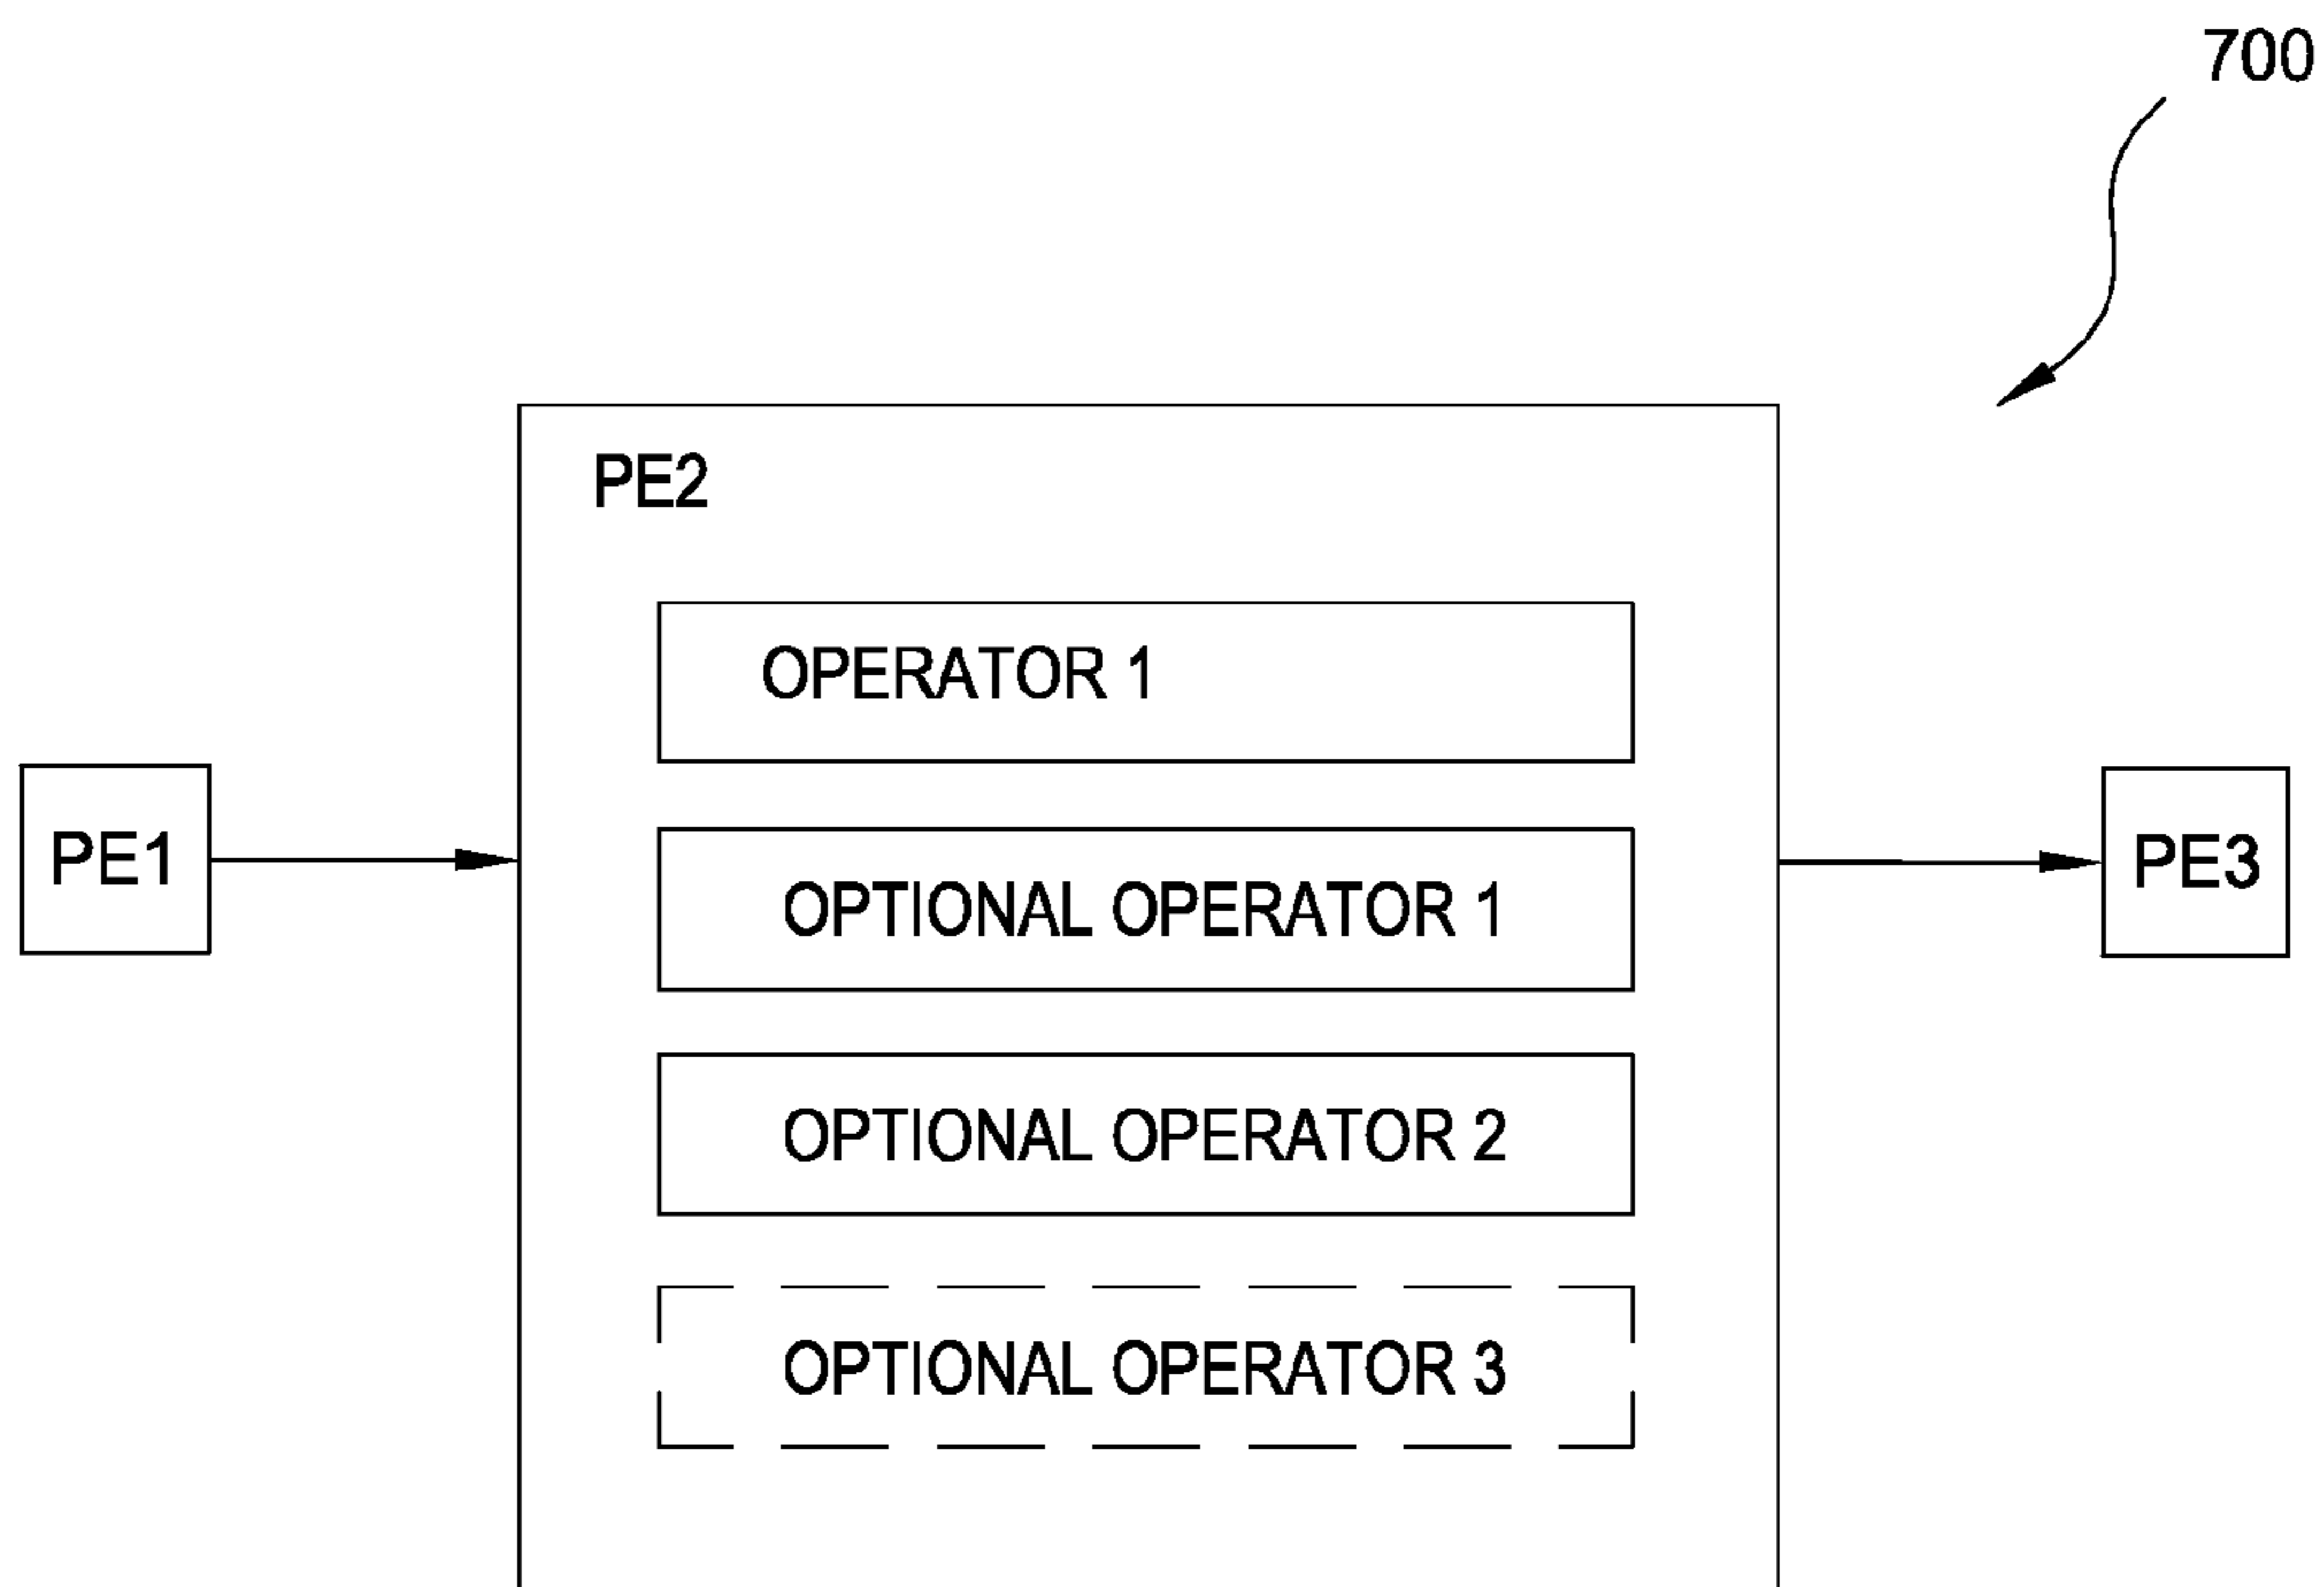 700
PE2
OPERATOR 1
PE1
OPTIONAL OPERATOR 1
PE3
OPTIONAL OPERATOR 2
OPTIONAL OPERATOR 3